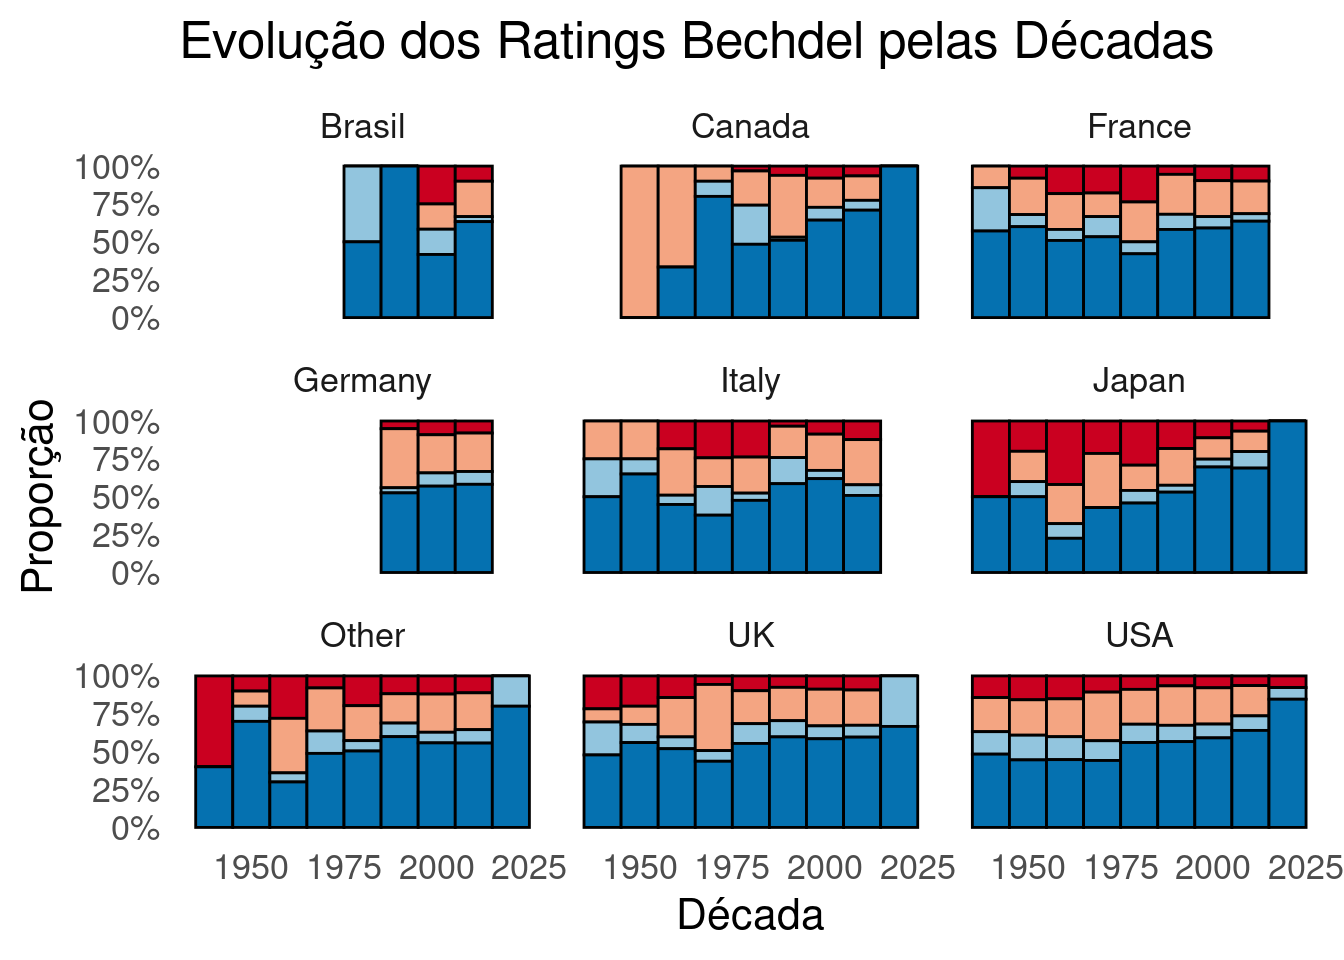 Evolução dos Ratings Bechdel pelas Décadas
Brasil
Canada
France
100%
75%
50%
25%
0%
Germany
Italy
Japan
100%
75%
50%
25%
0%
Proporção
Other
UK
USA
100%
75%
50%
25%
0%
1950 1975 2000 2025
1950 1975 2000 2025
1950 1975 2000 2025
Década